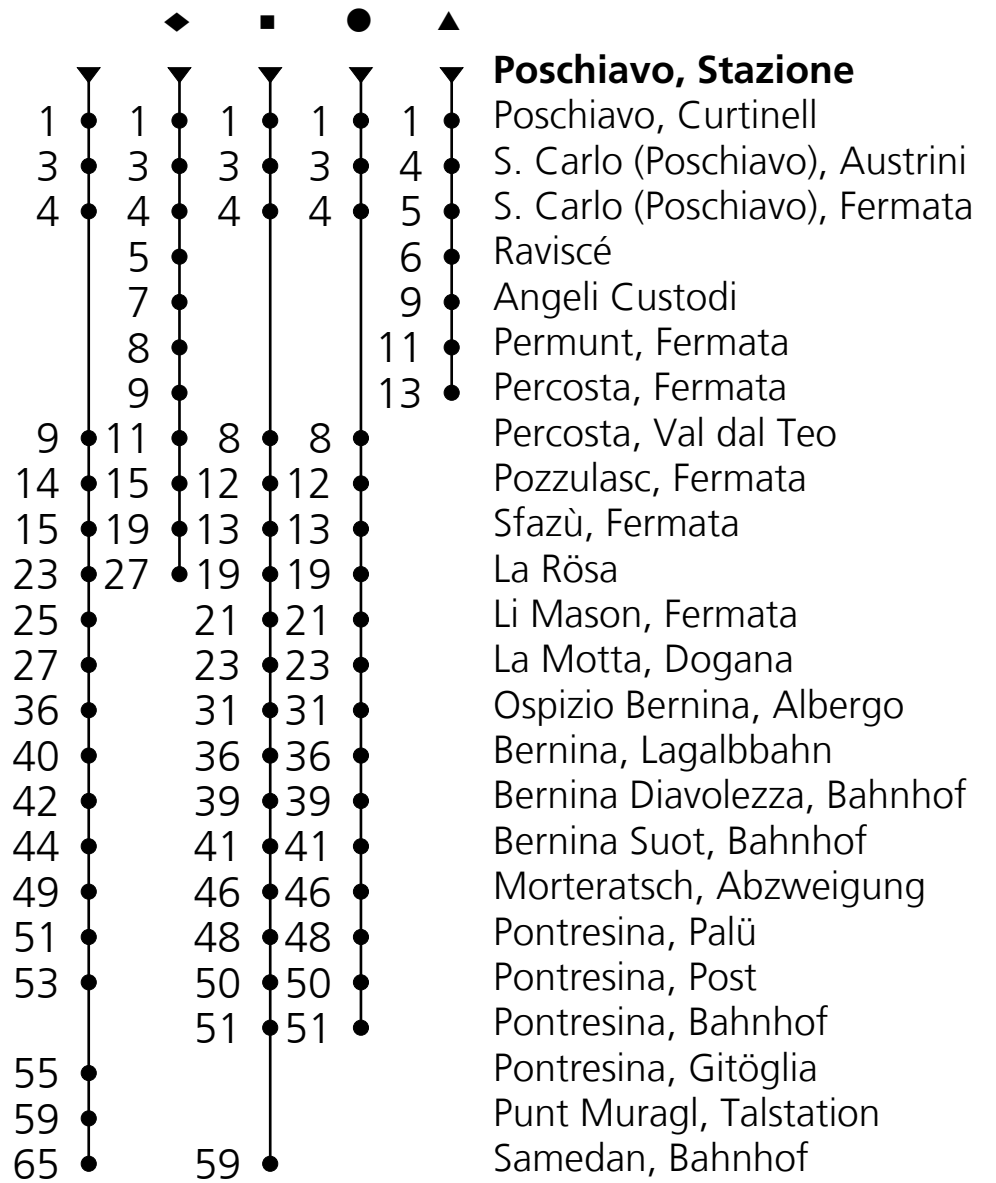 Poschiavo, Stazione
1 1 1 1 1 Poschiavo, Curtinell
3 3 3 3 4 S. Carlo (Poschiavo), Austrini
4 4 4 4 5 S. Carlo (Poschiavo), Fermata
5 6 Raviscé
7 9 Angeli Custodi
8 11 Permunt, Fermata
9 13 Percosta, Fermata
9 11 8 8 Percosta, Val dal Teo
14 15 12 12 Pozzulasc, Fermata
15 19 13 13 Sfazù, Fermata
23 27 19 19 La Rösa
25 21 21 Li Mason, Fermata
27 23 23 La Motta, Dogana
36 31 31 Ospizio Bernina, Albergo
40 36 36 Bernina, Lagalbbahn
42 39 39 Bernina Diavolezza, Bahnhof
44 41 41 Bernina Suot, Bahnhof
49 46 46 Morteratsch, Abzweigung
51 48 48 Pontresina, Palü
53 50 50 Pontresina, Post
51 51 Pontresina, Bahnhof
55 Pontresina, Gitöglia
59 Punt Muragl, Talstation
65 59 Samedan, Bahnhof